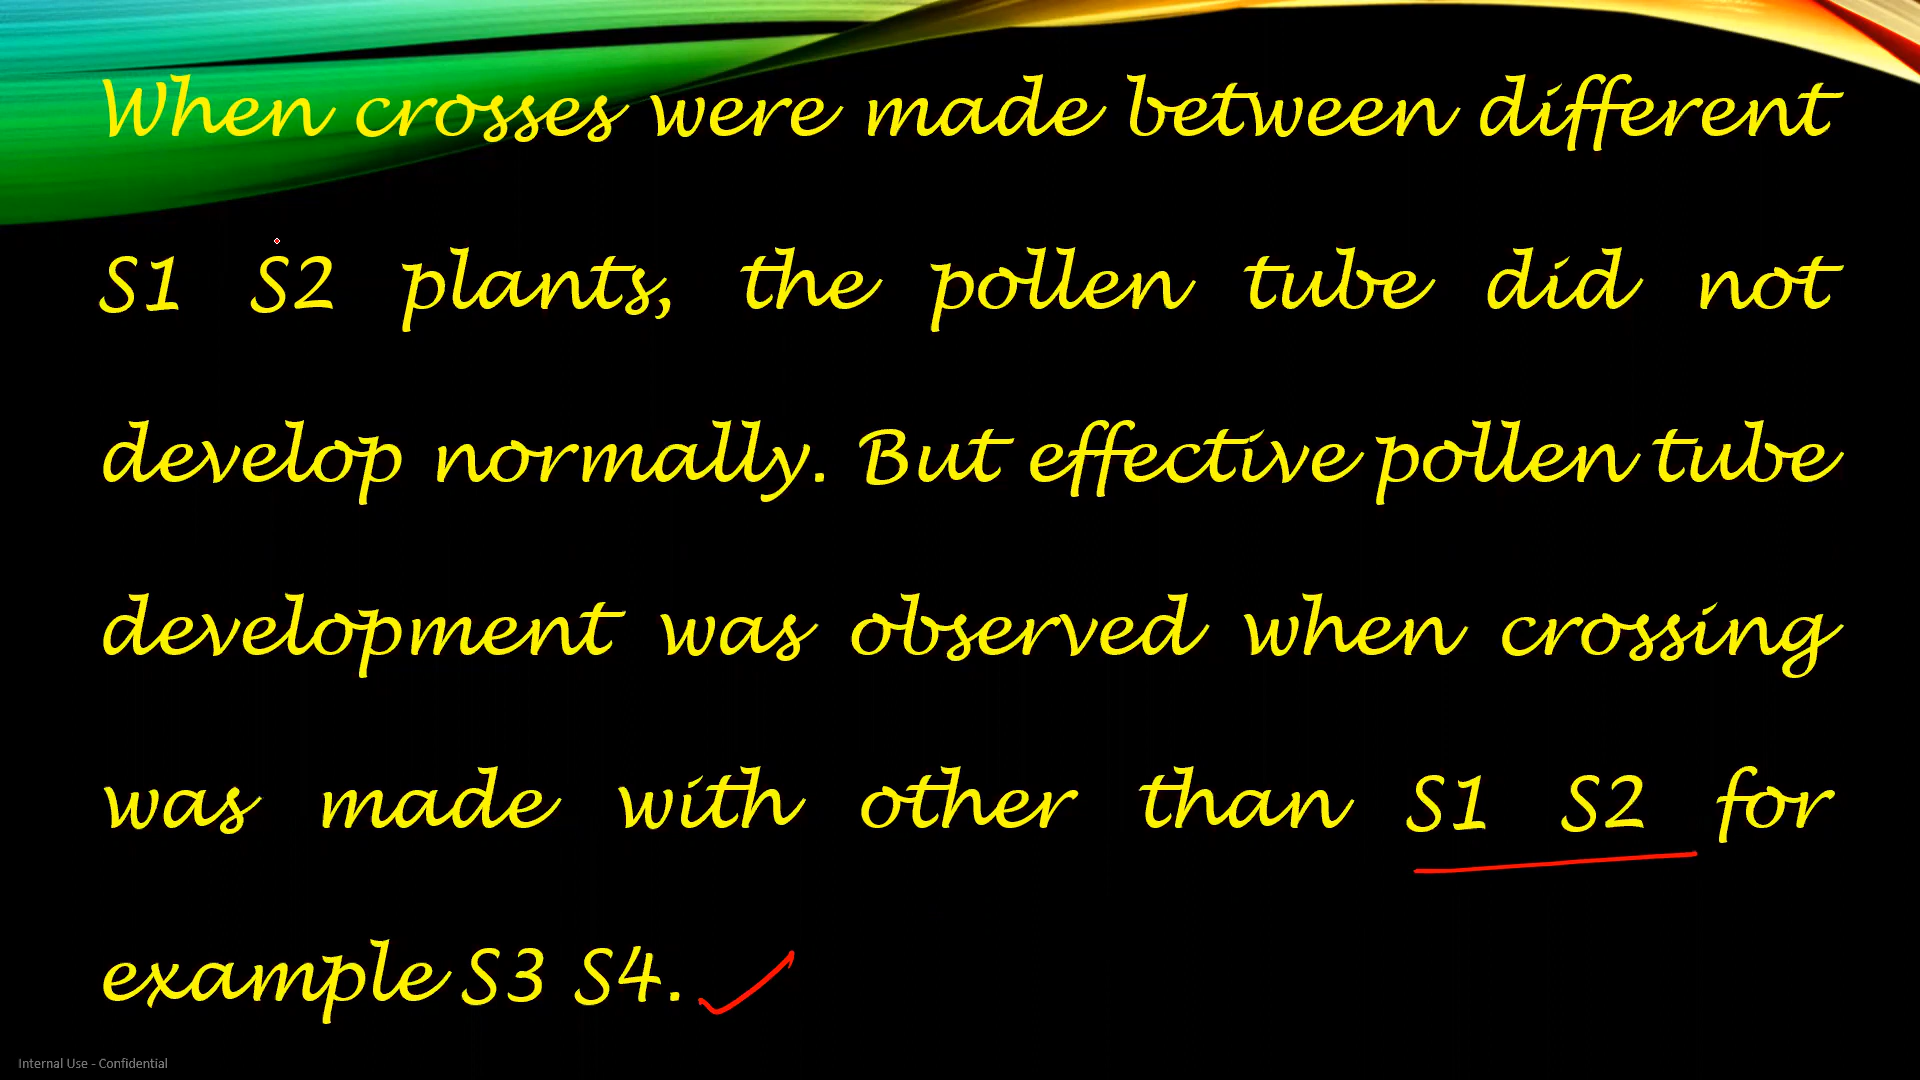 When crosses were made between different
S1 S2 plants, the pollen tube did not
develop normally. But effective pollen tube
development was observed when crossing
was made with other than S1 S2 for
example S3 S4.
Internal Use - Confidential